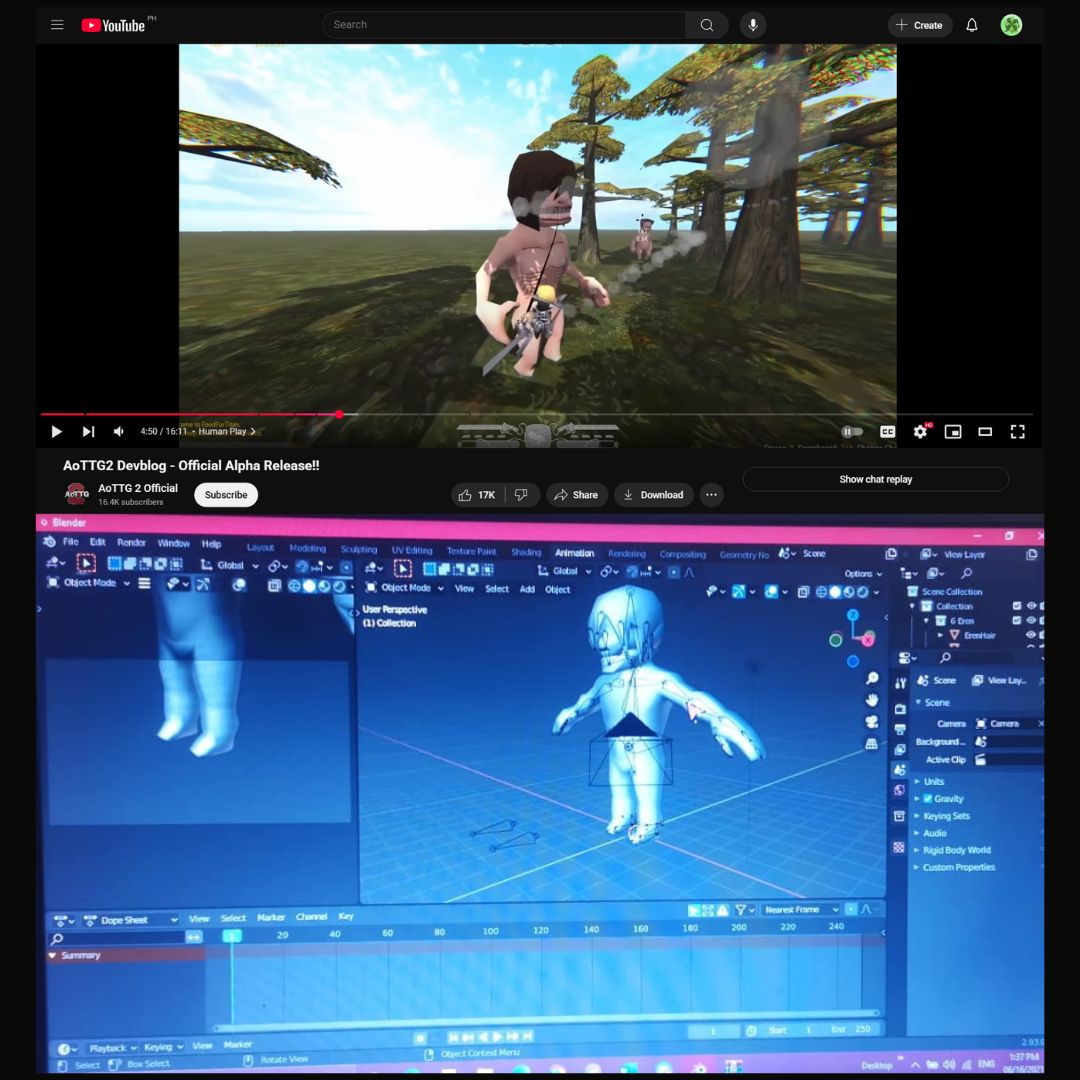 YouTube PH
Search
Create
HD
0.5K
4:50 / 16:11 • Human Play
CC
AoTTG2 Devblog - Official Alpha Release!!
AoTTG 2 Official
16.4K subscribers
Subscribe
17K
Share
Download
Show chat replay
Blender
File Edit Render Window Help Layout Modeling Sculpting UV Editing Texture Paint Shading Animation Rendering Compositing Geometry No Scene View Layer
Global
Global
Options
Object Mode
Object Mode View Select Add Object
User Perspective
(1) Collection
Z
X
Scene Collection
Collection
6 Eren
ErenHair
Scene View Lay...
Scene
Camera Camera
Background ...
Active Clip
Units
Gravity
Keying Sets
Audio
Rigid Body World
Custom Properties
Dope Sheet View Select Marker Channel Key Nearest Frame
1 20 40 60 80 100 120 140 160 180 200 220 240
Summary
Playback Keying View Marker
1 Start 1 End 250
Select Box Select Rotate View Object Context Menu
2.93.0
Desktop ENG
1:37 PM
06/16/2021